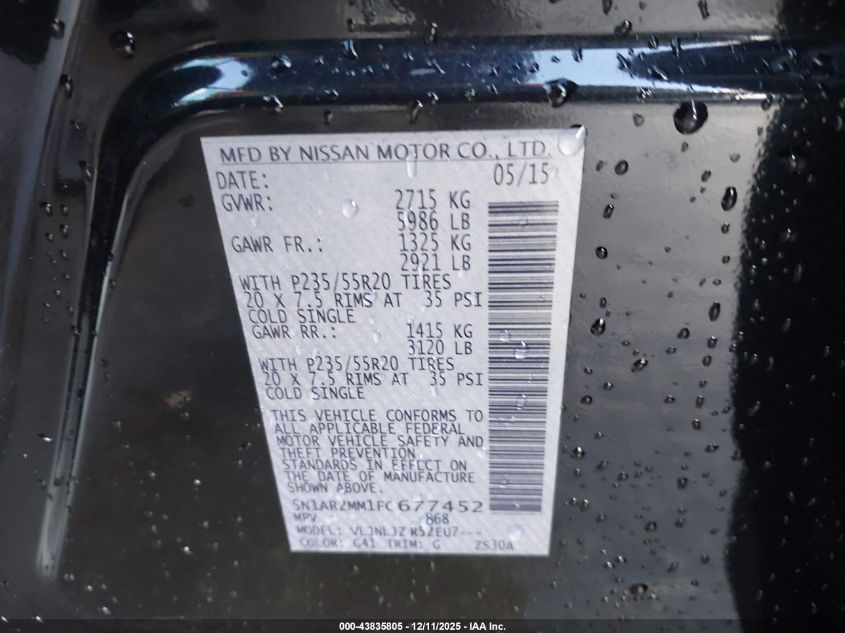 MFD BY NISSAN MOTOR CO., LTD.
DATE: 05/15
GVWR: 2715 KG
5986 LB
GAWR FR.: 1325 KG
2921 LB
WITH P235/55R20 TIRES
20 X 7.5 RIMS AT 35 PSI
COLD SINGLE
GAWR RR.: 1415 KG
3120 LB
WITH P235/55R20 TIRES
20 X 7.5 RIMS AT 35 PSI
COLD SINGLE
THIS VEHICLE CONFORMS TO
ALL APPLICABLE FEDERAL
MOTOR VEHICLE SAFETY AND
THEFT PREVENTION
STANDARDS IN EFFECT ON
THE DATE OF MANUFACTURE
SHOWN ABOVE.
5N1AR2MM1FC677452
MPV 868
MODEL:
COLOR: G41 TRIM: G ZS30A
000-43835805 - 12/11/2025 - IAA Inc.